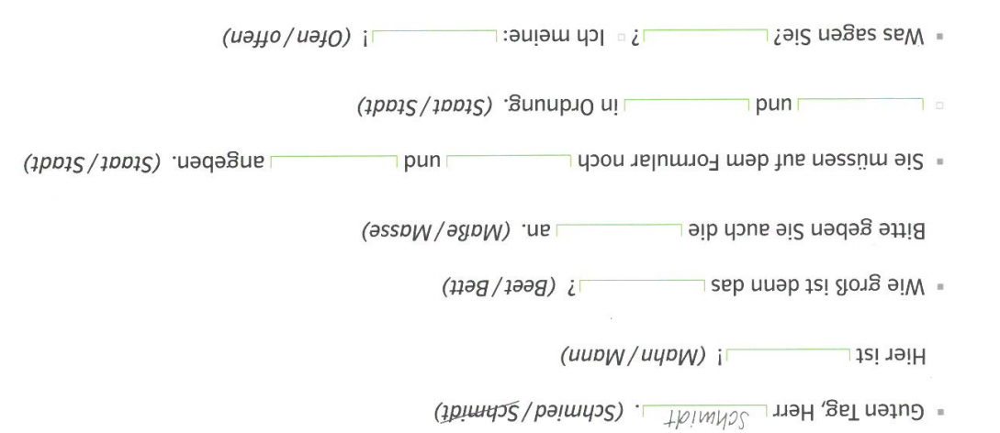 Guten Tag, Herr Schmidt. (Schmied / Schmidt)
Hier ist ! (Mahn / Mann)
Wie groß ist denn das ? (Beet / Bett)
Bitte geben Sie auch die an. (Maße / Masse)
Sie müssen auf dem Formular noch und angeben. (Staat / Stadt)
und in Ordnung. (Staat / Stadt)
Was sagen Sie? ? Ich meine: ! (Ofen / offen)